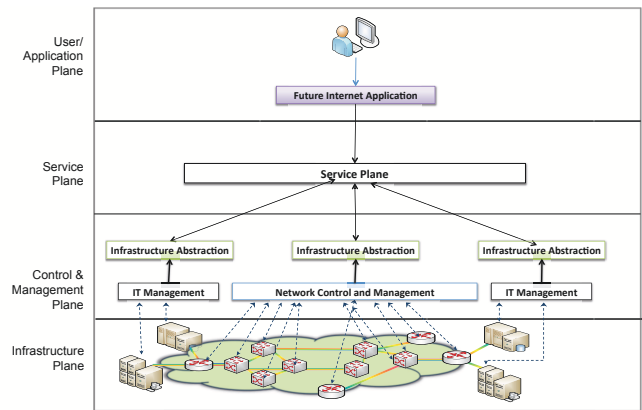 User/
Application
Plane
Future Internet Application
Service
Plane
Service Plane
Infrastructure Abstraction
Infrastructure Abstraction
Infrastructure Abstraction
Control &
Management
Plane
IT Management
Network Control and Management
IT Management
Infrastructure
Plane